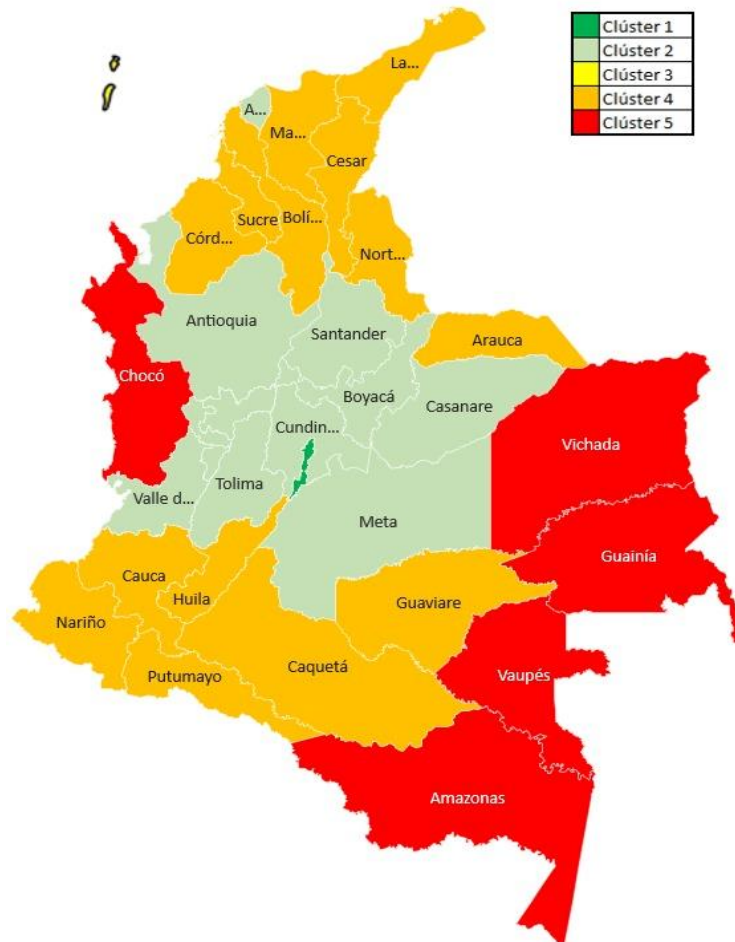 Clúster 1
Clúster 2
Clúster 3
Clúster 4
Clúster 5
La...
A...
Ma...
Cesar
Sucre
Bolí...
Córd...
Nort...
Antioquia
Santander
Arauca
Chocó
Boyacá
Casanare
Cundin...
Vichada
Tolima
Valle d...
Meta
Guainía
Cauca
Huila
Guaviare
Nariño
Caquetá
Putumayo
Vaupés
Amazonas